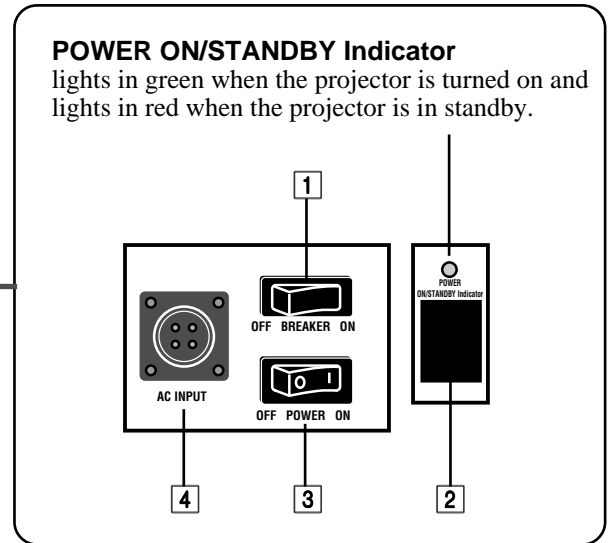 POWER ON/STANDBY Indicator
lights in green when the projector is turned on and
lights in red when the projector is in standby.
1
POWER
ON/STANDBY Indicator
OFF BREAKER ON
O I
AC INPUT
OFF POWER ON
4
3
2